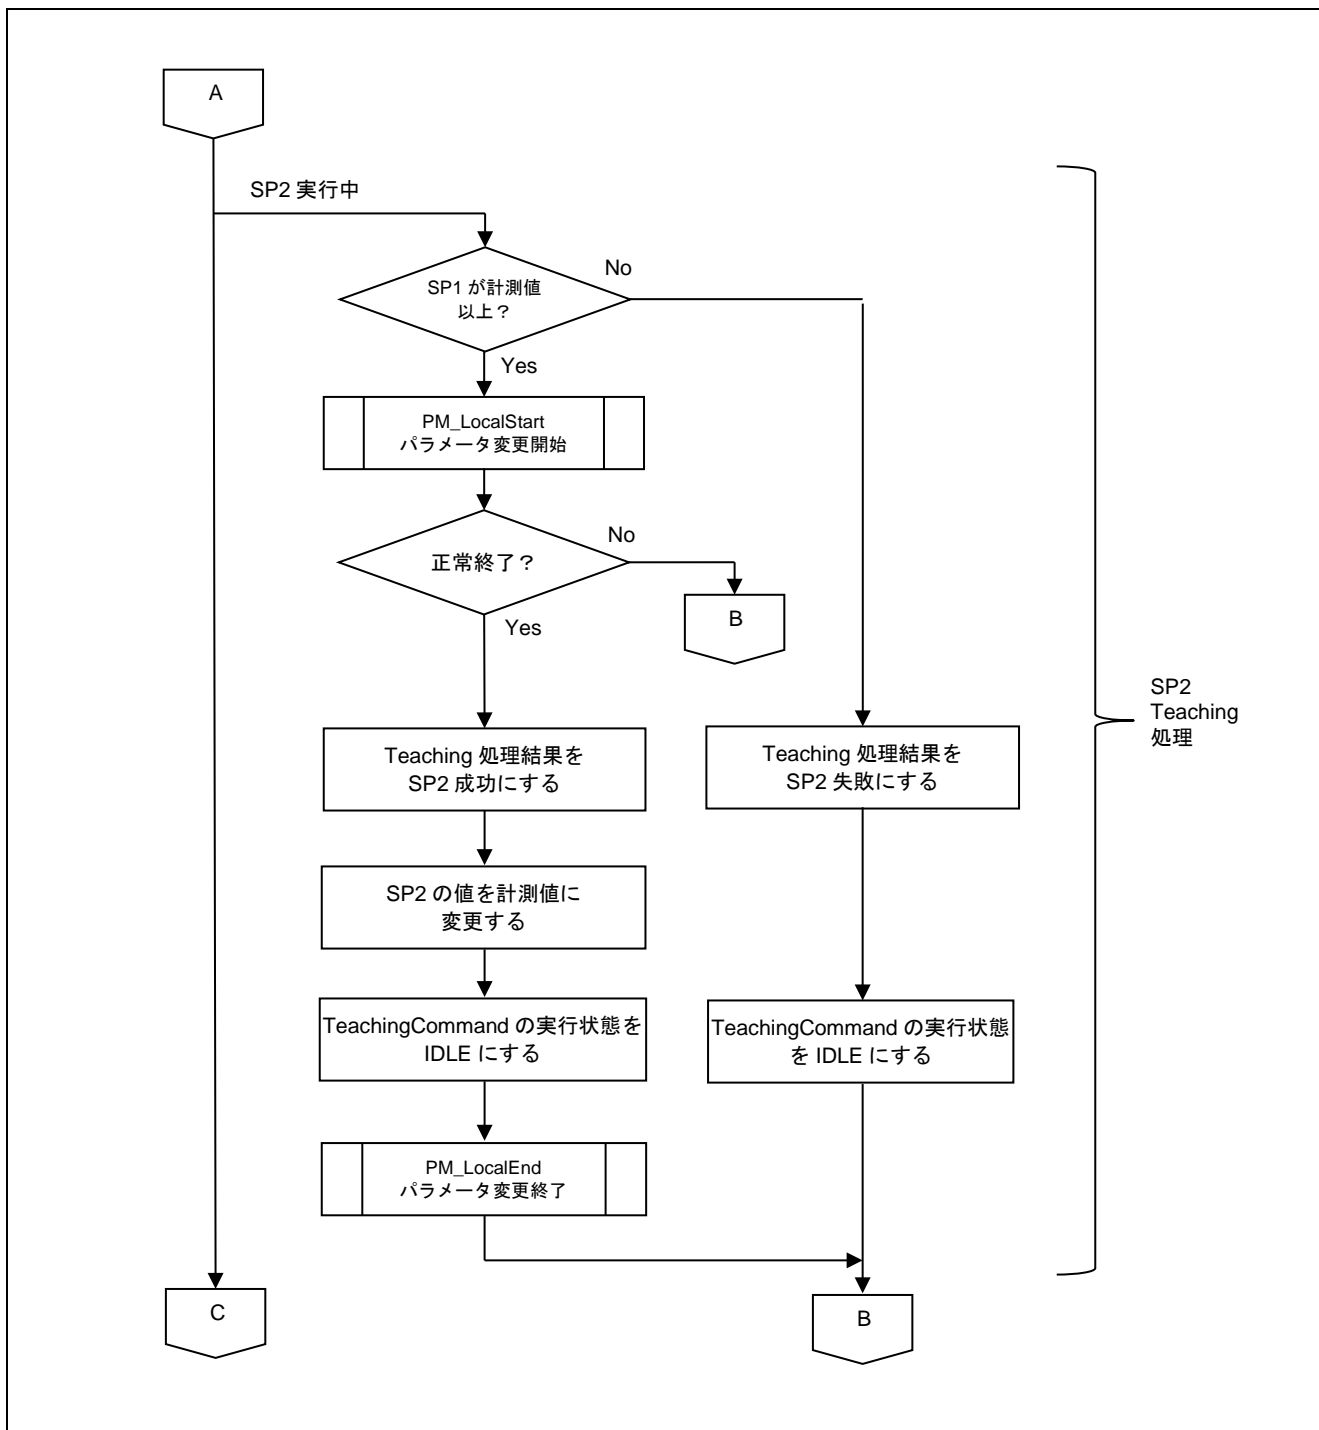 A
SP2 実行中
SP1 が計測値
以上？
No
Yes
PM_LocalStart
パラメータ変更開始
正常終了？
No
B
Yes
Teaching 処理結果を
SP2 成功にする
Teaching 処理結果を
SP2 失敗にする
SP2
Teaching
処理
SP2 の値を計測値に
変更する
TeachingCommand の実行状態を
IDLE にする
TeachingCommand の実行状態
を IDLE にする
PM_LocalEnd
パラメータ変更終了
C
B